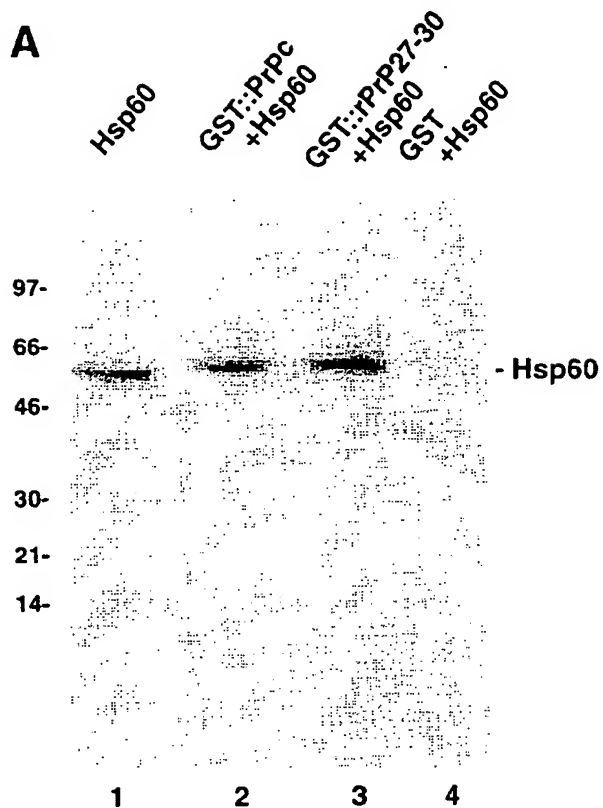 A
Hsp60
GST::PrPc
+Hsp60
GST::rPrP27-30
+Hsp60
GST
+Hsp60
97-
66-
- Hsp60
46-
30-
21-
14-
1 2 3 4